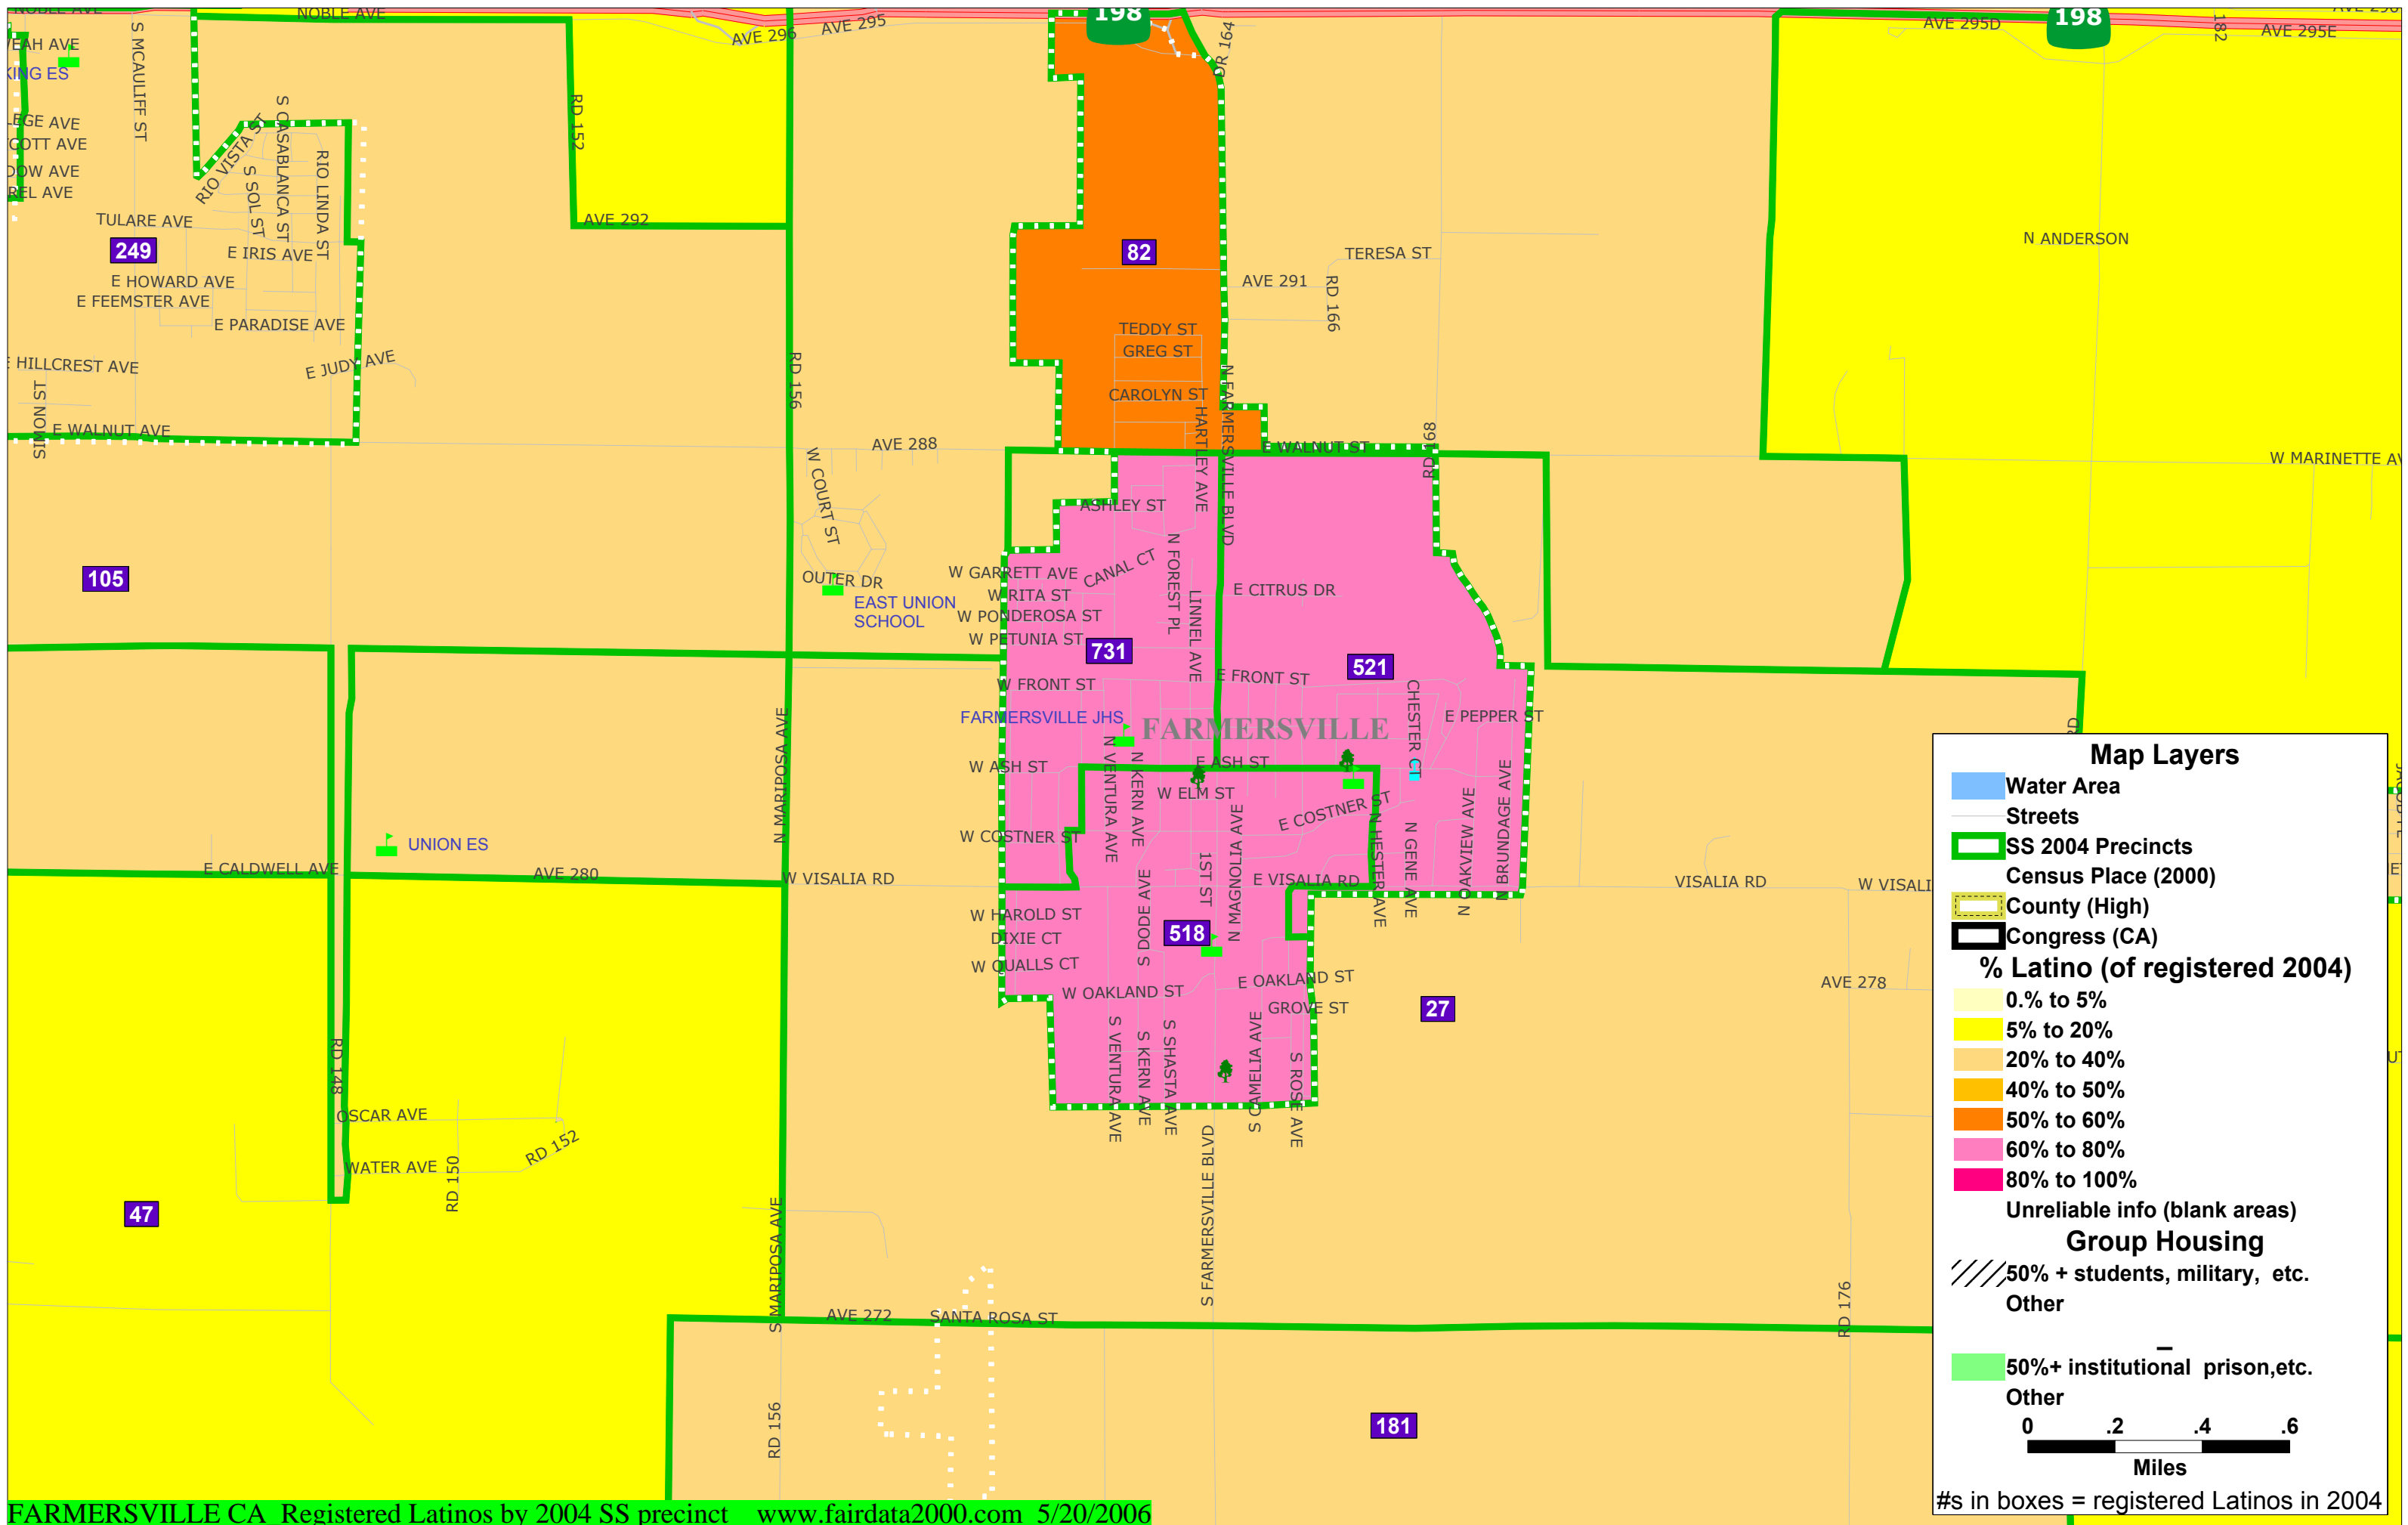 NOBLE AVE
NOBLE AVE
198
198
AVE 295
AVE 296
DR 164
AVE 295D
182
AVE 295E
KING ES
S MCAULIFF ST
RD 152
S CASABLANCA ST
RIO VISTA ST
S SOL ST
RIO LINDA ST
TULARE AVE
AVE 292
249
E IRIS AVE
82
TERESA ST
N ANDERSON
E HOWARD AVE
AVE 291
RD 166
E FEEMSTER AVE
E PARADISE AVE
TEDDY ST
GREG ST
E HILLCREST AVE
E JUDY AVE
RD 156
CAROLYN ST
HARTLEY AVE
N FARMERSVILLE BLVD
SIMON ST
E WALNUT AVE
AVE 288
E WALNUT ST
RD 168
W MARINETTE AV
W COURT ST
ASHLEY ST
105
OUTER DR
EAST UNION
SCHOOL
W GARRETT AVE
CANAL CT
N FOREST PL
E CITRUS DR
W RITA ST
W PONDEROSA ST
LINNEL AVE
W PETUNIA ST
731
521
W FRONT ST
E FRONT ST
CHESTER CT
FARMERSVILLE JHS
FARMERSVILLE
E PEPPER ST
N MARIPOSA AVE
N VENTURA AVE
N KERN AVE
W ASH ST
E ASH ST
W ELM ST
E COSTNER ST
N MAGNOLIA AVE
N HESTER AVE
N GENE AVE
N OAKVIEW AVE
N BRUNDAGE AVE
W COSTNER ST
UNION ES
E CALDWELL AVE
AVE 280
W VISALIA RD
1ST ST
E VISALIA RD
VISALIA RD
W VISALI
W HAROLD ST
S DODE AVE
DIXIE CT
518
W QUALLS CT
W OAKLAND ST
E OAKLAND ST
AVE 278
GROVE ST
27
RD 148
S VENTURA AVE
S KERN AVE
S SHASTA AVE
S CAMELIA AVE
S ROSE AVE
OSCAR AVE
WATER AVE
RD 150
RD 152
47
S FARMERSVILLE BLVD
S MARIPOSA AVE
AVE 272
SANTA ROSA ST
RD 176
RD 156
181
Map Layers
Water Area
Streets
SS 2004 Precincts
Census Place (2000)
County (High)
Congress (CA)
% Latino (of registered 2004)
0.% to 5%
5% to 20%
20% to 40%
40% to 50%
50% to 60%
60% to 80%
80% to 100%
Unreliable info (blank areas)
Group Housing
50% + students, military, etc.
Other
50%+ institutional prison,etc.
Other
0 .2 .4 .6
Miles
#s in boxes = registered Latinos in 2004
FARMERSVILLE CA Registered Latinos by 2004 SS precinct www.fairdata2000.com 5/20/2006